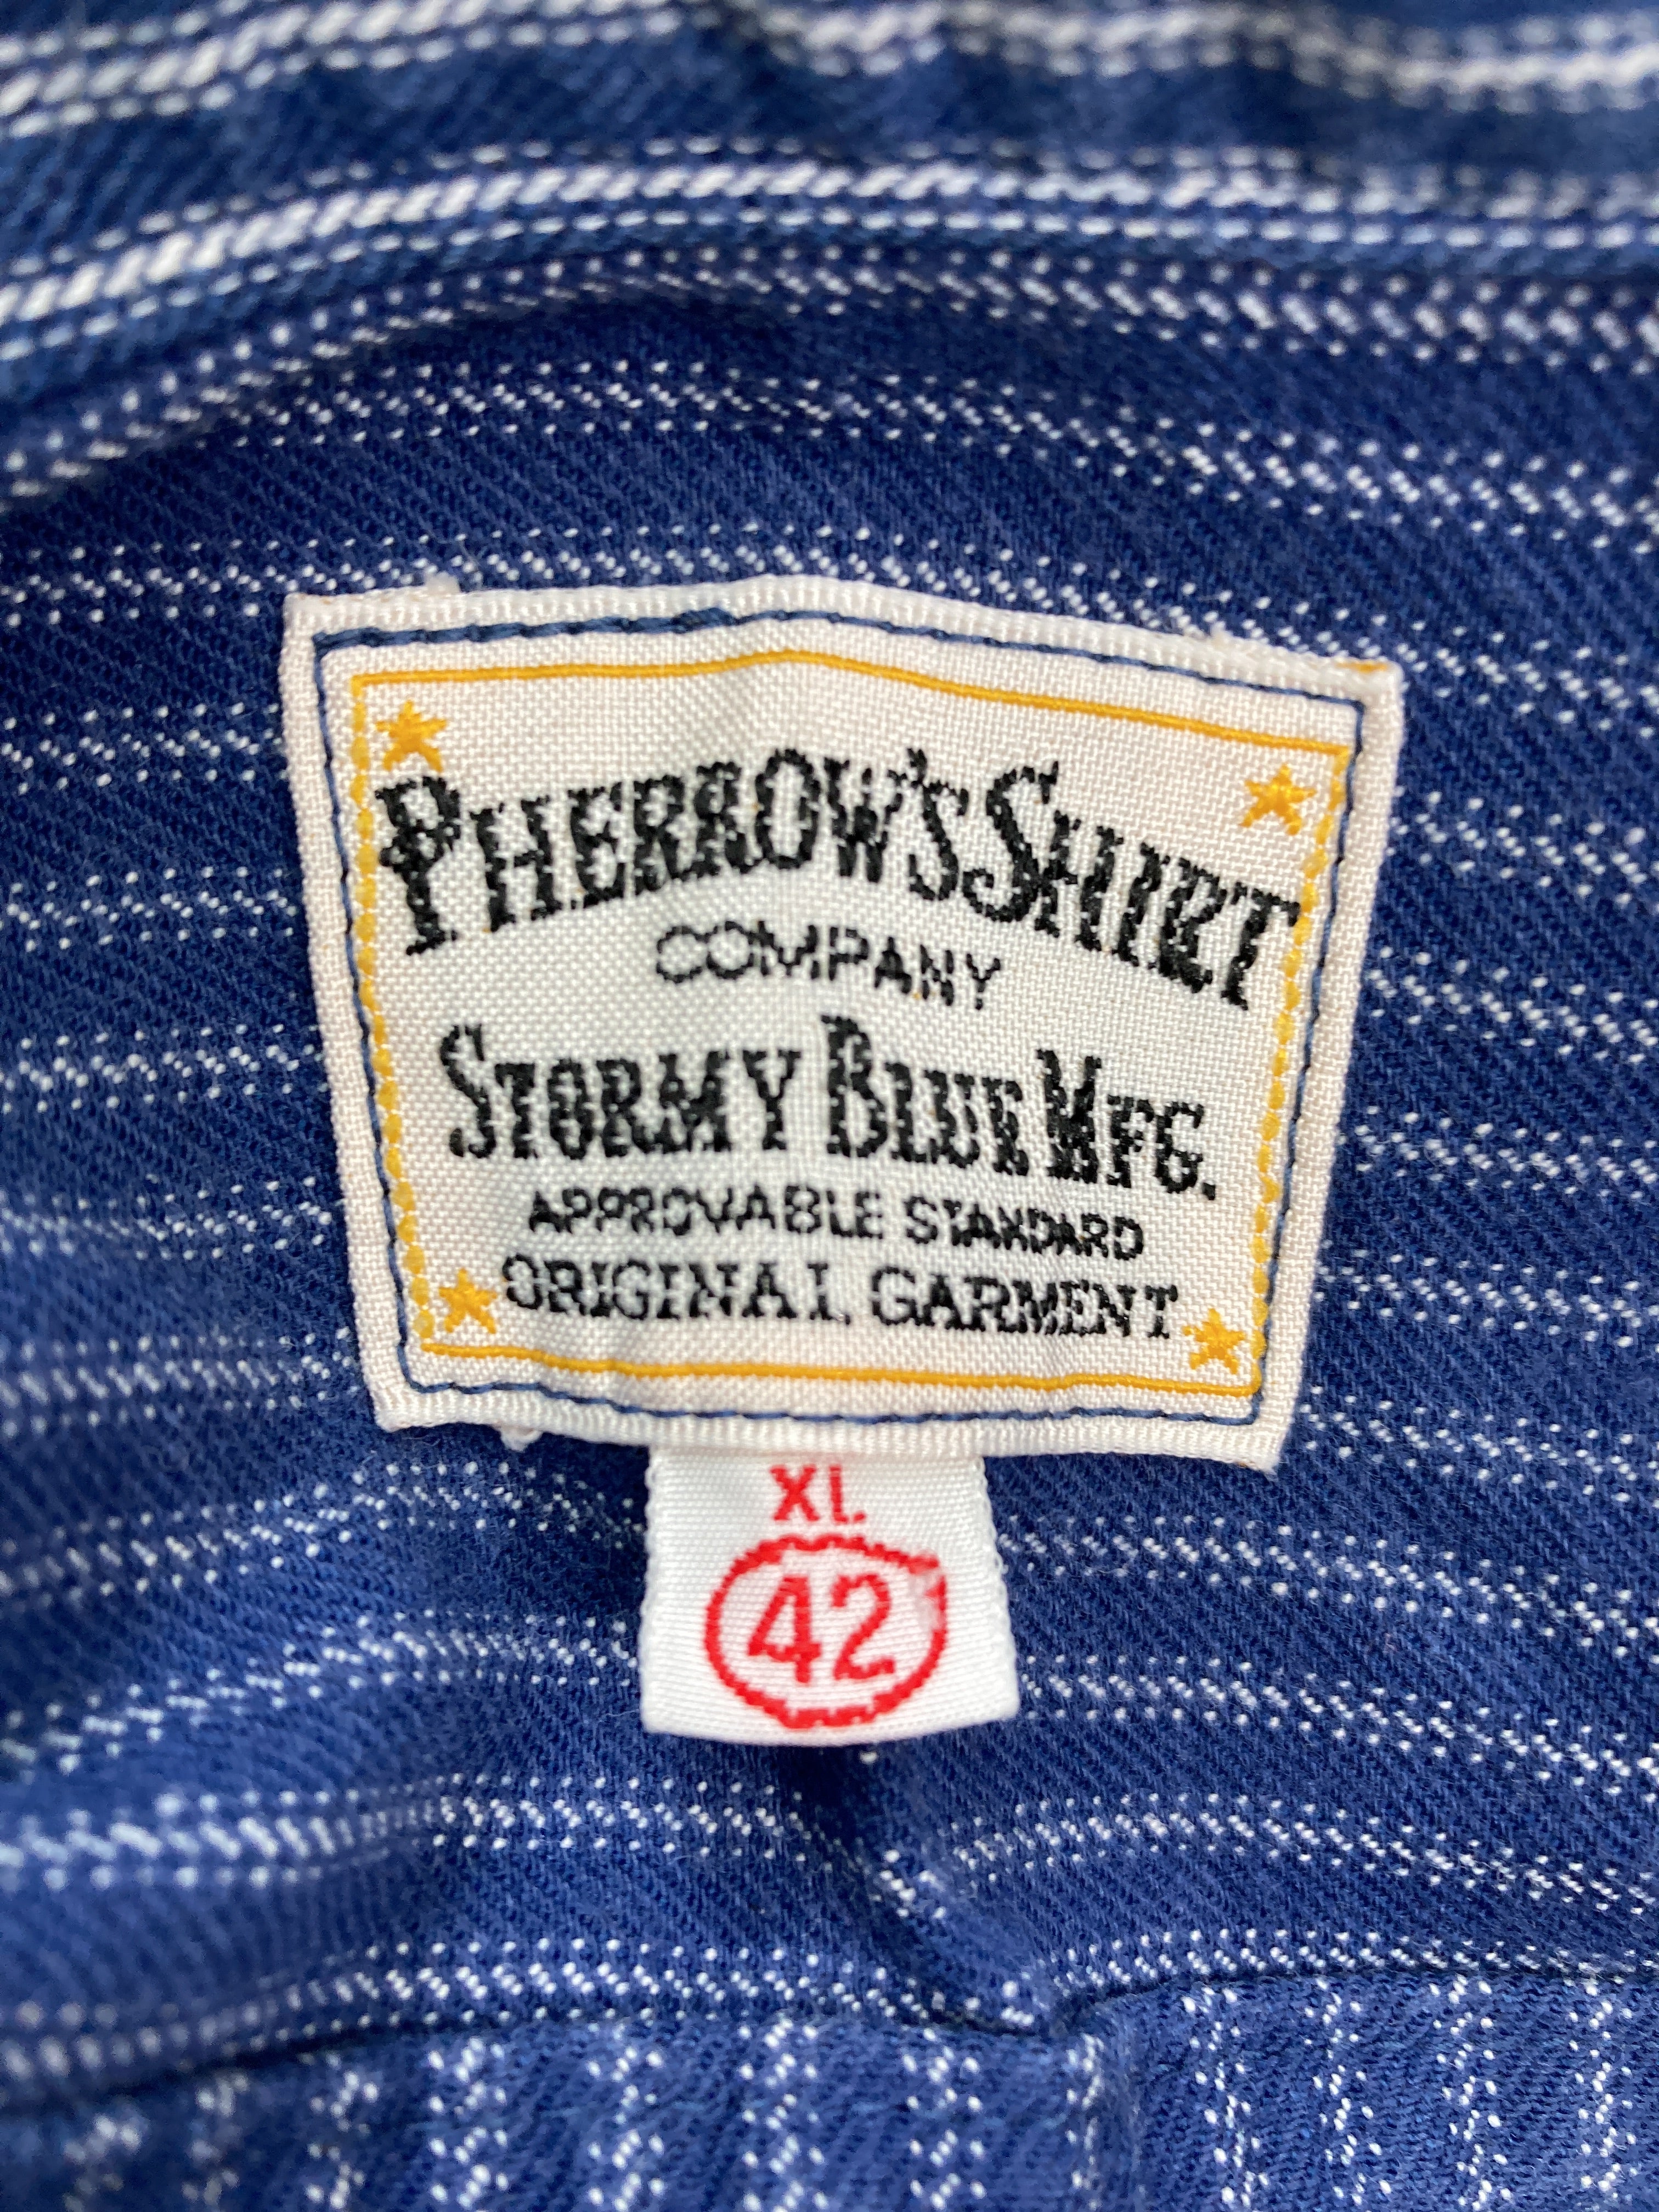 PHERROW'S SHIRT
COMPANY
STORMY BLUE MFG.
APPROVABLE STANDARD
ORIGINAL GARMENT
XL
42